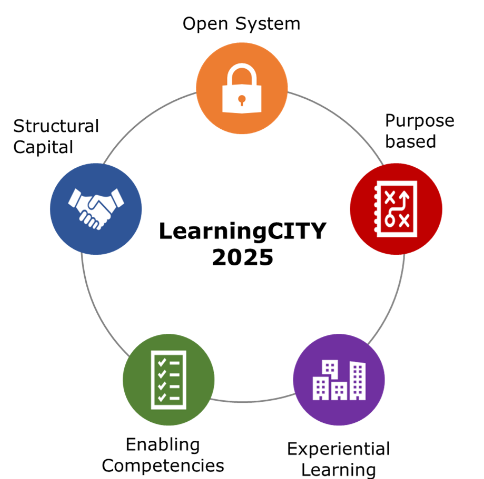 Open System
Structural
Capital
Purpose
based
LearningCITY
2025
Enabling
Competencies
Experiential
Learning